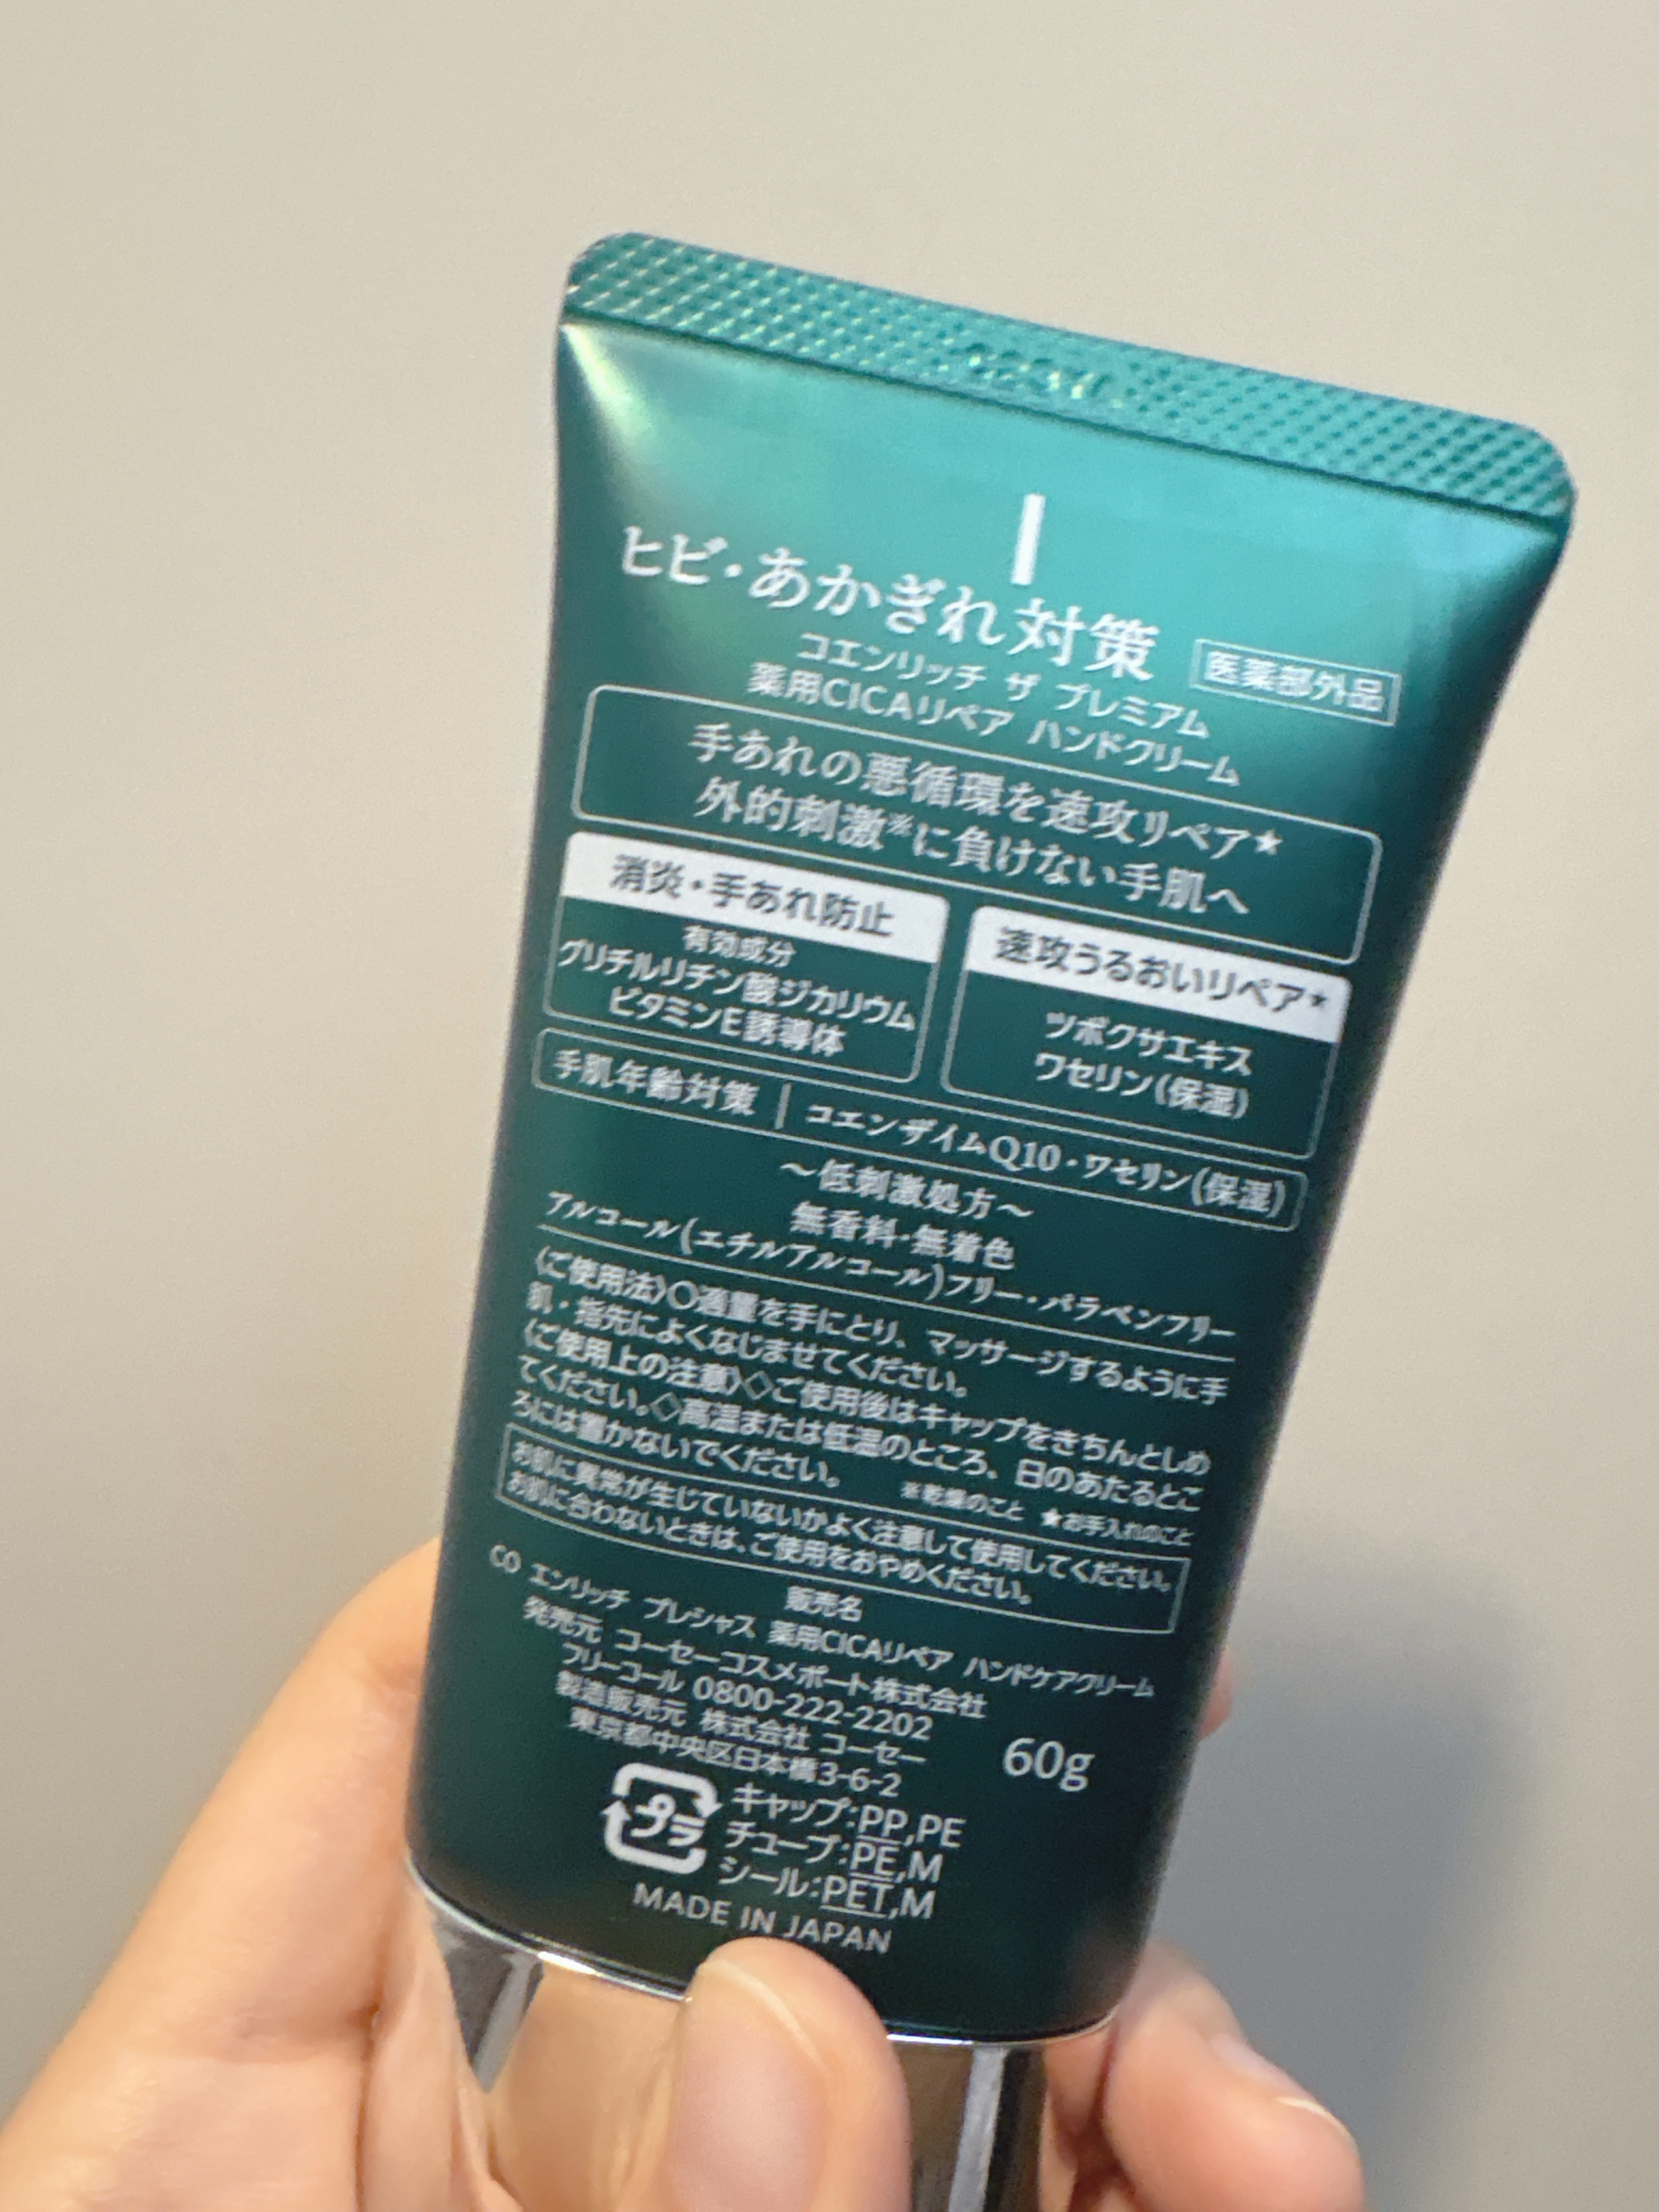 ヒビ・あかぎれ対策
医薬部外品
コエンリッチ ザ プレミアム
薬用CICAリペア ハンドクリーム
手あれの悪循環を速攻リペア★
外的刺激※に負けない手肌へ
消炎・手あれ防止
有効成分
グリチルリチン酸ジカリウム
ビタミンE誘導体
速攻うるおいリペア★
ツボクサエキス
ワセリン(保湿)
手肌年齢対策 | コエンザイムQ10・ワセリン(保湿)
〜低刺激処方〜
無香料・無着色
アルコール(エチルアルコール)フリー・パラベンフリー
《ご使用法》○適量を手にとり、マッサージするように手
肌・指先によくなじませてください。
《ご使用上の注意》◇ご使用後はキャップをきちんとしめ
てください。◇高温または低温のところ、日のあたるとこ
ろには置かないでください。
※乾燥のこと ★お手入れのこと
お肌に異常が生じていないかよく注意して使用してください。
お肌に合わないときは、ご使用をおやめください。
販売名
CO エンリッチ プレシャス 薬用CICAリペア ハンドケアクリーム
発売元 コーセーコスメポート株式会社
フリーコール 0800-222-2202
製造販売元 株式会社 コーセー
東京都中央区日本橋3-6-2
60g
プラ
キャップ:PP,PE
チューブ:PE,M
シール:PET,M
MADE IN JAPAN